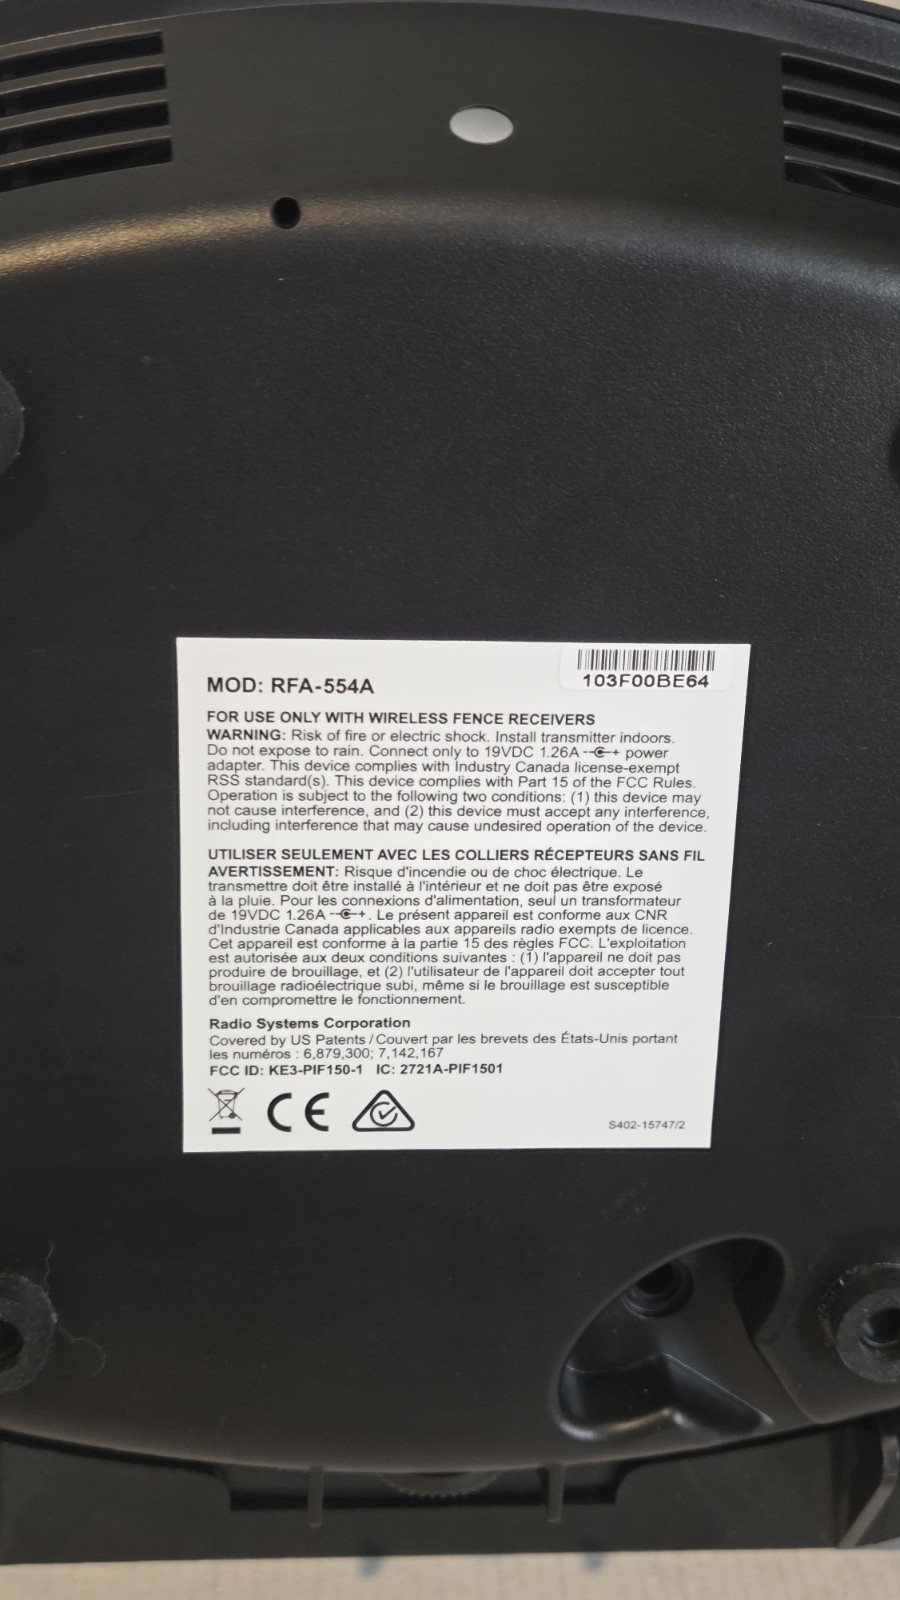 103F00BE64
MOD: RFA-554A
FOR USE ONLY WITH WIRELESS FENCE RECEIVERS
WARNING: Risk of fire or electric shock. Install transmitter indoors.
Do not expose to rain. Connect only to 19VDC 1.26A power
adapter. This device complies with Industry Canada license-exempt
RSS standard(s). This device complies with Part 15 of the FCC Rules.
Operation is subject to the following two conditions: (1) this device may
not cause interference, and (2) this device must accept any interference,
including interference that may cause undesired operation of the device.
UTILISER SEULEMENT AVEC LES COLLIERS RÉCEPTEURS SANS FIL
AVERTISSEMENT: Risque d'incendie ou de choc électrique. Le
transmettre doit être installé à l'intérieur et ne doit pas être exposé
à la pluie. Pour les connexions d'alimentation, seul un transformateur
de 19VDC 1.26A . Le présent appareil est conforme aux CNR
d'Industrie Canada applicables aux appareils radio exempts de licence.
Cet appareil est conforme à la partie 15 des règles FCC. L'exploitation
est autorisée aux deux conditions suivantes : (1) l'appareil ne doit pas
produire de brouillage, et (2) l'utilisateur de l'appareil doit accepter tout
brouillage radioélectrique subi, même si le brouillage est susceptible
d'en compromettre le fonctionnement.
Radio Systems Corporation
Covered by US Patents / Couvert par les brevets des États-Unis portant
les numéros : 6,879,300; 7,142,167
FCC ID: KE3-PIF150-1 IC: 2721A-PIF1501
CE
S402-15747/2